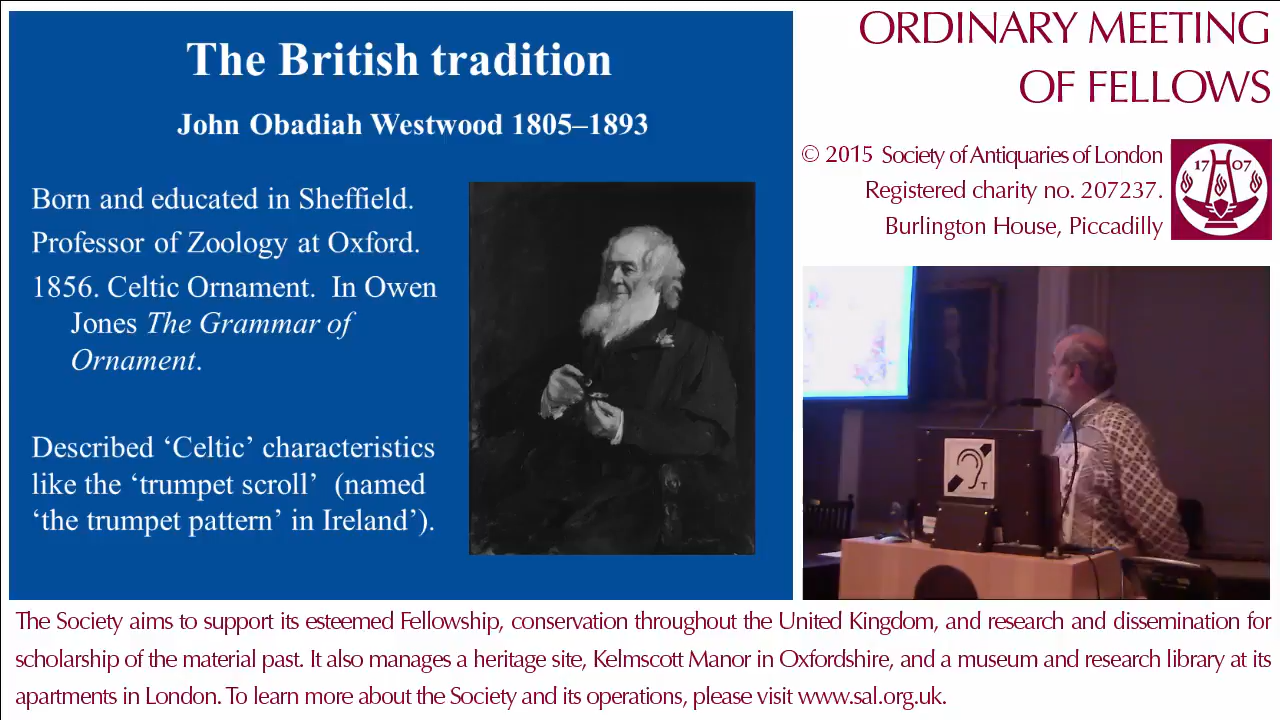 The British tradition
John Obadiah Westwood 1805–1893
Born and educated in Sheffield.
Professor of Zoology at Oxford.
1856. Celtic Ornament. In Owen
Jones The Grammar of
Ornament.
Described ‘Celtic’ characteristics
like the ‘trumpet scroll’ (named
‘the trumpet pattern’ in Ireland’).
ORDINARY MEETING
OF FELLOWS
© 2015 Society of Antiquaries of London
Registered charity no. 207237.
Burlington House, Piccadilly
17 07
T
The Society aims to support its esteemed Fellowship, conservation throughout the United Kingdom, and research and dissemination for
scholarship of the material past. It also manages a heritage site, Kelmscott Manor in Oxfordshire, and a museum and research library at its
apartments in London. To learn more about the Society and its operations, please visit www.sal.org.uk.